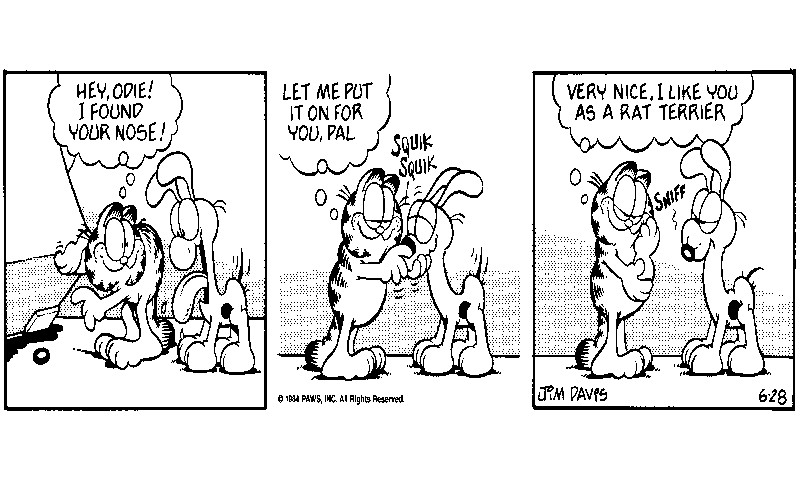 HEY, ODIE!
I FOUND
YOUR NOSE!
LET ME PUT
IT ON FOR
YOU, PAL
SQUIK
SQUIK
© 1984 PAWS, INC. All Rights Reserved.
VERY NICE. I LIKE YOU
AS A RAT TERRIER
SNIFF
JIM DAVIS
6-28